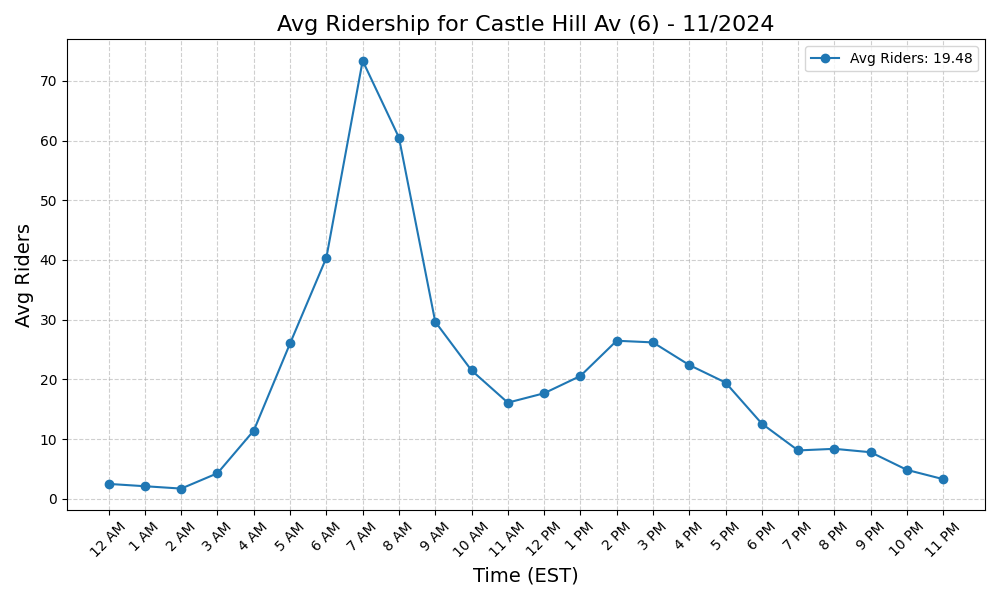 Avg Ridership for Castle Hill Av (6) - 11/2024
Avg Riders: 19.48
Avg Riders
70
60
50
40
30
20
10
0
12 AM
1 AM
2 AM
3 AM
4 AM
5 AM
6 AM
7 AM
8 AM
9 AM
10 AM
11 AM
12 PM
1 PM
2 PM
3 PM
4 PM
5 PM
6 PM
7 PM
8 PM
9 PM
10 PM
11 PM
Time (EST)